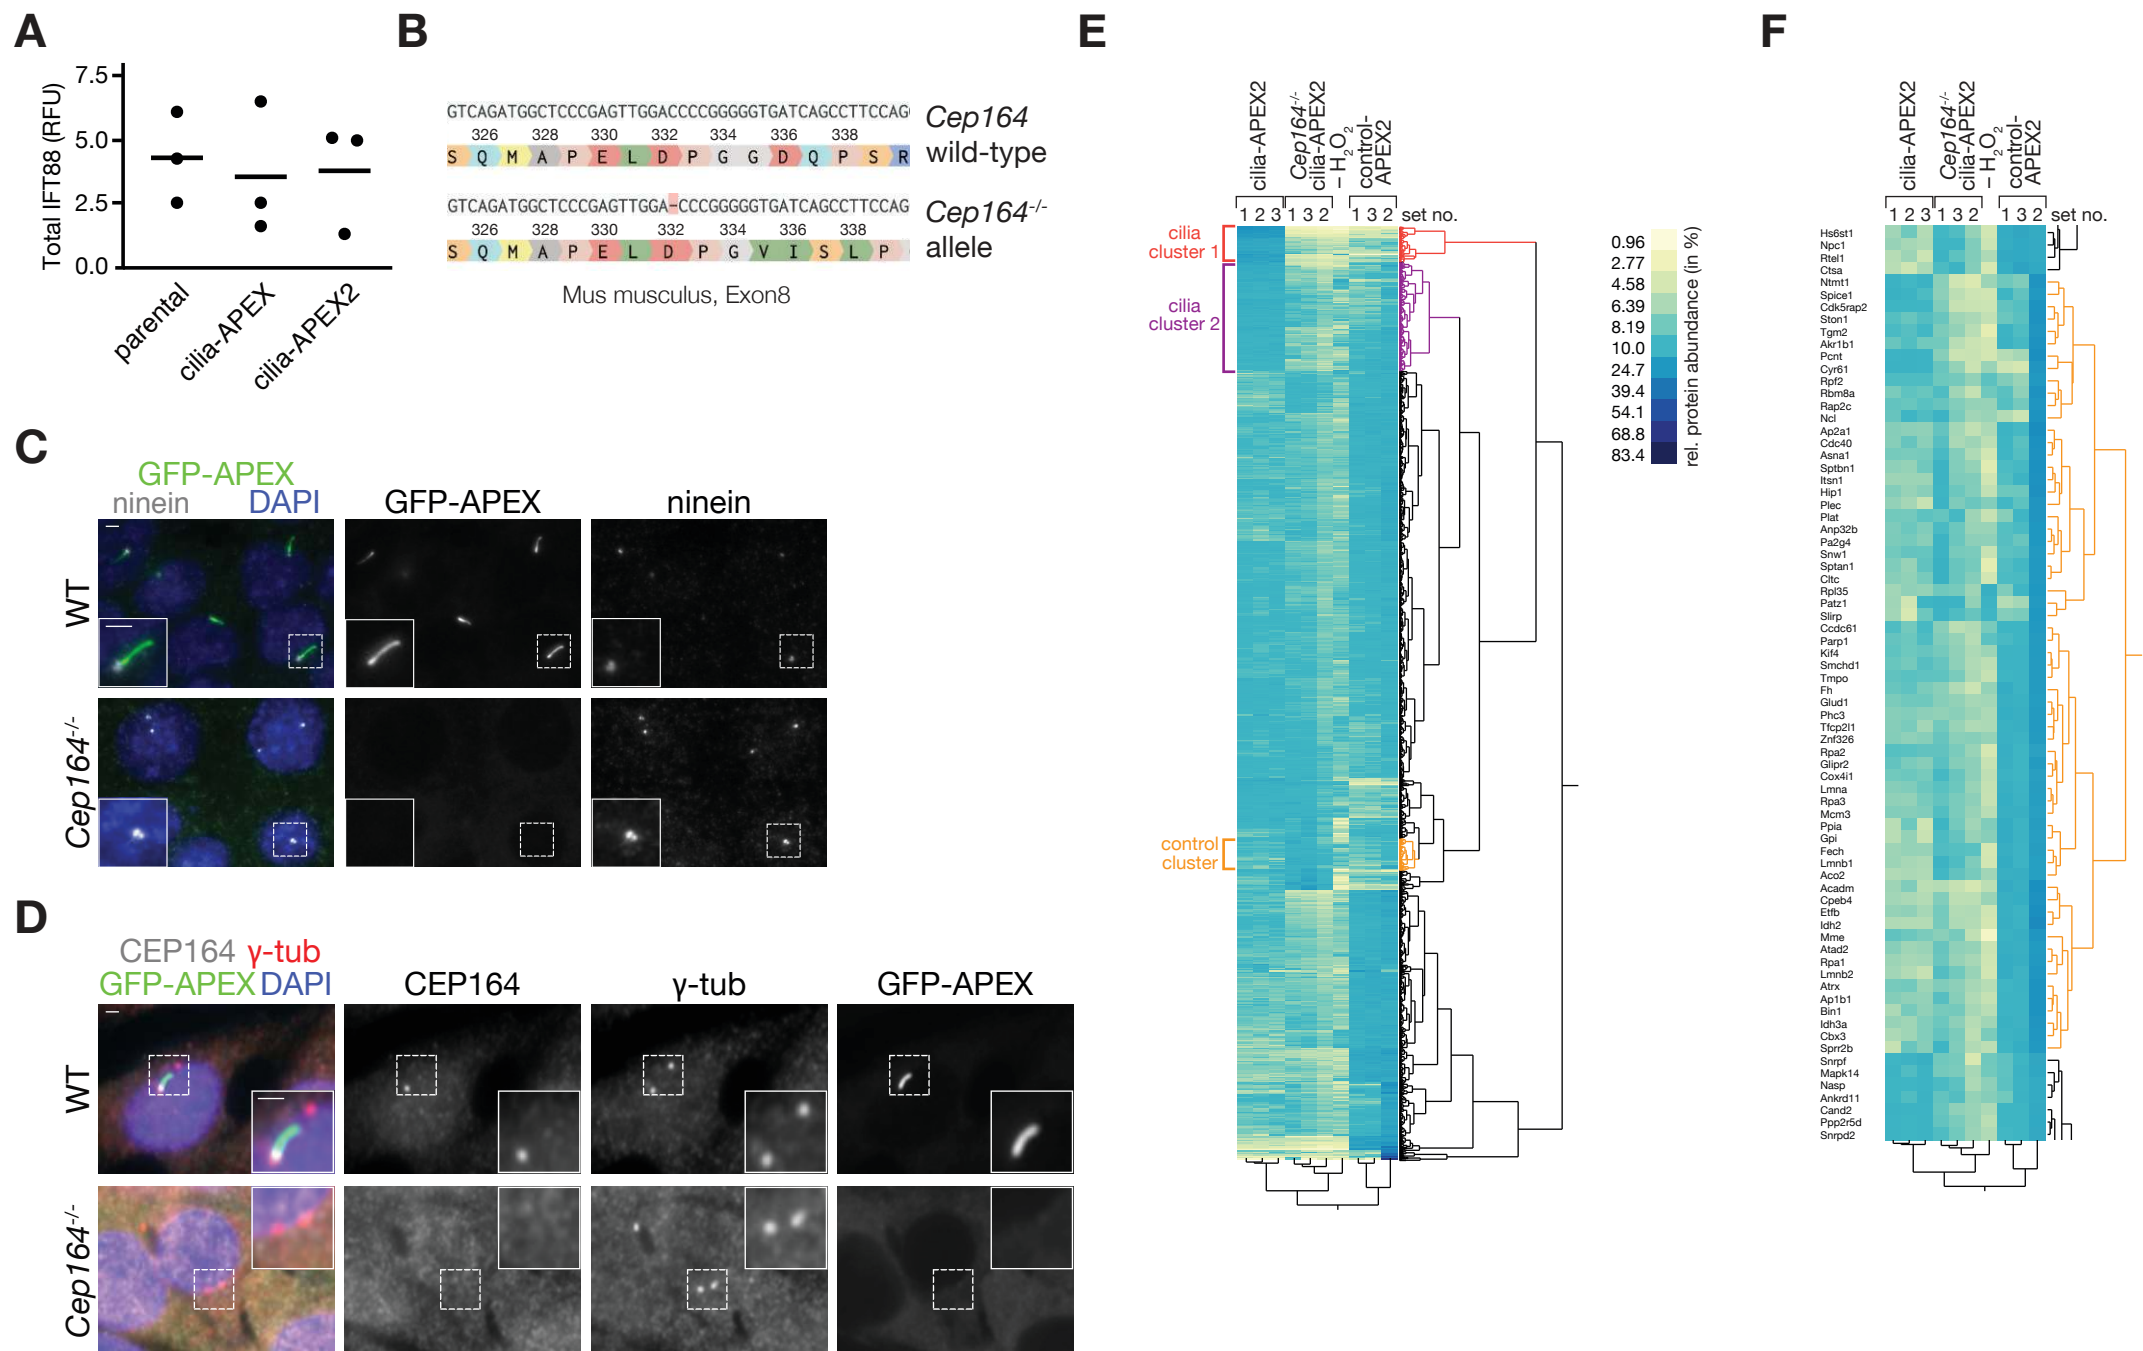 A
7.5
5.0
2.5
0.0
Total IFT88 (RFU)
parental
cilia-APEX
cilia-APEX2
B
GTCAGATGGCTCCCGAGTTGGACCCCGGGGGTGATCAGCCTTCCAG
326 328 330 332 334 336 338
S Q M A P E L D P G G D Q P S R
Cep164
wild-type
GTCAGATGGCTCCCGAGTTGGA-CCCGGGGGTGATCAGCCTTCCAG
326 328 330 332 334 336 338
S Q M A P E L D P G V I S L P
Cep164-/-
allele
Mus musculus, Exon8
C
GFP-APEX
ninein DAPI
GFP-APEX
ninein
WT
Cep164-/-
D
CEP164 γ-tub
GFP-APEX DAPI
CEP164
γ-tub
GFP-APEX
WT
Cep164-/-
E
cilia-APEX2
Cep164-/-
cilia-APEX2
– H2O2
control-
APEX2
1 2 3 1 3 2 1 3 2 set no.
cilia
cluster 1
cilia
cluster 2
control
cluster
0.96
2.77
4.58
6.39
8.19
10.0
24.7
39.4
54.1
68.8
83.4
rel. protein abundance (in %)
F
cilia-APEX2
Cep164-/-
cilia-APEX2
– H2O2
control-
APEX2
1 2 3 1 3 2 1 3 2 set no.
Hs6st1
Npc1
Rtel1
Ctsa
Ntmt1
Spice1
Cdk5rap2
Ston1
Tgm2
Akr1b1
Pcnt
Cyr61
Rpf2
Rbm8a
Rap2c
Ncl
Ap2a1
Cdc40
Asna1
Sptbn1
Itsn1
Hip1
Plec
Plat
Anp32b
Pa2g4
Snw1
Sptan1
Cltc
Rpl35
Patz1
Slirp
Ccdc61
Parp1
Kif4
Smchd1
Tmpo
Fh
Glud1
Phc3
Tfcp2l1
Znf326
Rpa2
Glipr2
Cox4i1
Lmna
Rpa3
Mcm3
Ppia
Gpi
Fech
Lmnb1
Aco2
Acadm
Cpeb4
Etfb
Idh2
Mme
Atad2
Rpa1
Lmnb2
Atrx
Ap1b1
Bin1
Idh3a
Cbx3
Sprr2b
Snrpf
Mapk14
Nasp
Ankrd11
Cand2
Ppp2r5d
Snrpd2